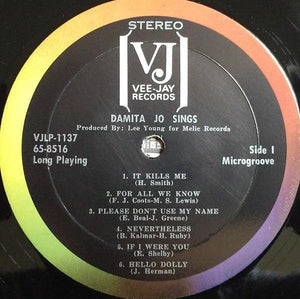 STEREO
VJ
VEE-JAY
RECORDS
DAMITA JO SINGS
Produced By: Lee Young for Melic Records
VJLP-1137
65-8516
Long Playing
Side 1
Microgroove
1. IT KILLS ME
(H. Smith)
2. FOR ALL WE KNOW
(F. J. Coots-M. S. Lewis)
3. PLEASE DON'T USE MY NAME
(E. Beal-J. Greene)
4. NEVERTHELESS
(B. Kalmar-H. Ruby)
5. IF I WERE YOU
(E. Shelby)
6. HELLO DOLLY
(J. Herman)